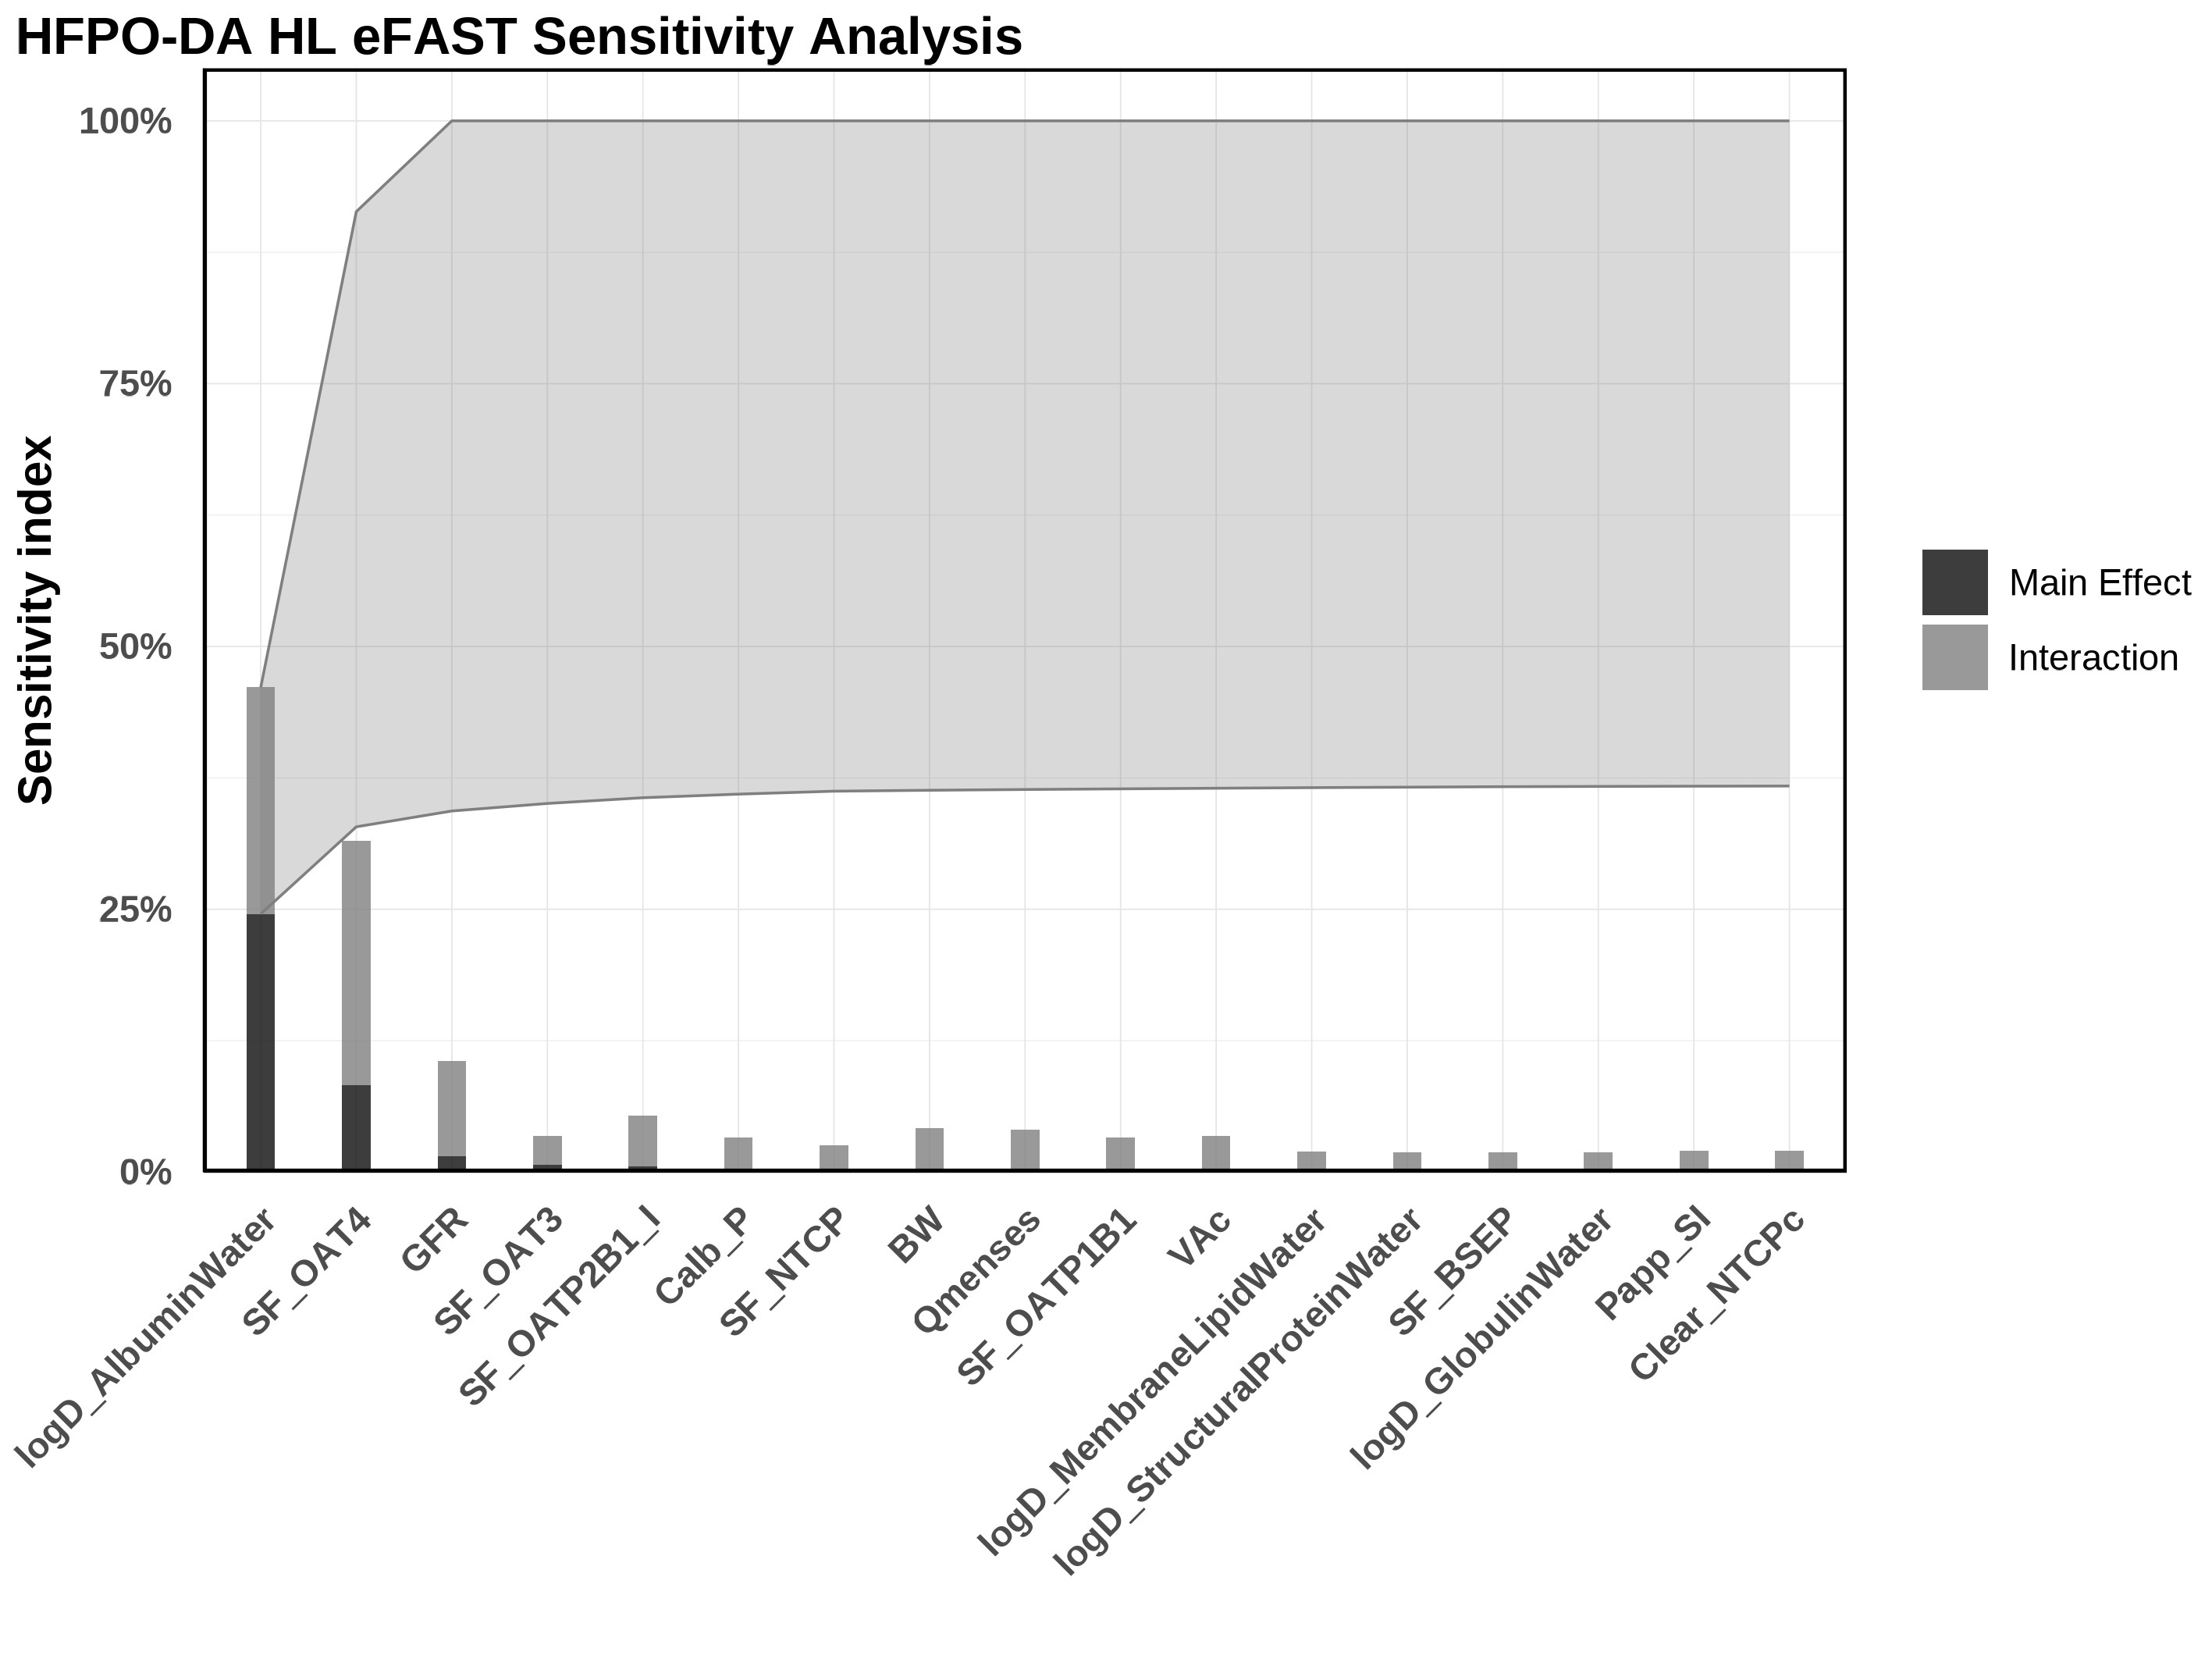 HFPO-DA HL eFAST Sensitivity Analysis
Sensitivity index
100%
75%
50%
25%
0%
logD_AlbuminWater
SF_OAT4
GFR
SF_OAT3
SF_OATP2B1_I
Calb_P
SF_NTCP
BW
Qmenses
SF_OATP1B1
VAc
logD_MembraneLipidWater
logD_StructuralProteinWater
SF_BSEP
logD_GlobulinWater
Papp_SI
Clear_NTCPc
Main Effect
Interaction